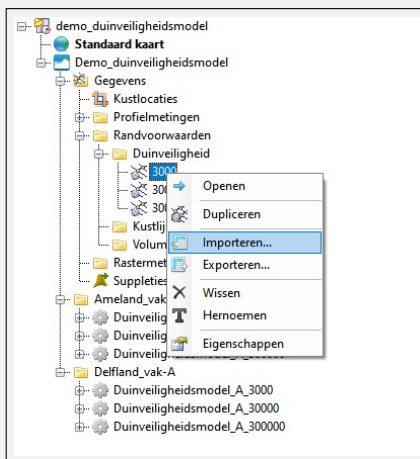 demo_duinveiligheidsmodel
Standaard kaart
Demo_duinveiligheidsmodel
Gegevens
Kustlocaties
Profielmetingen
Randvoorwaarden
Duinveiligheid
3000
Openen
Dupliceren
Importeren...
Exporteren...
Wissen
Hernoemen
Eigenschappen
Suppleties
Ameland_vak
Delfland_vak-A
Duinveiligheidsmodel_A_3000
Duinveiligheidsmodel_A_30000
Duinveiligheidsmodel_A_300000